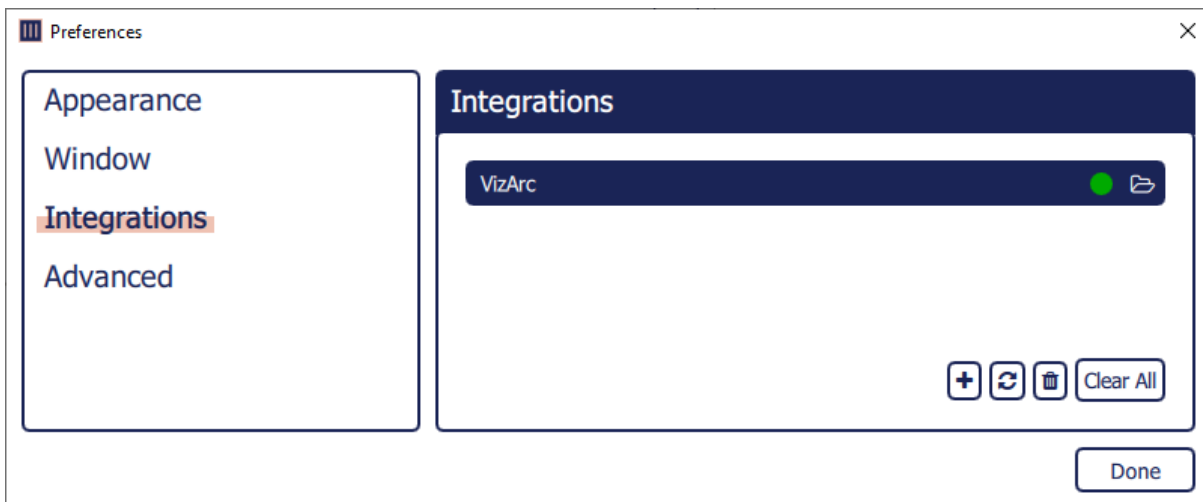 Preferences
Appearance
Window
Integrations
Advanced
Integrations
VizArc
Clear All
Done